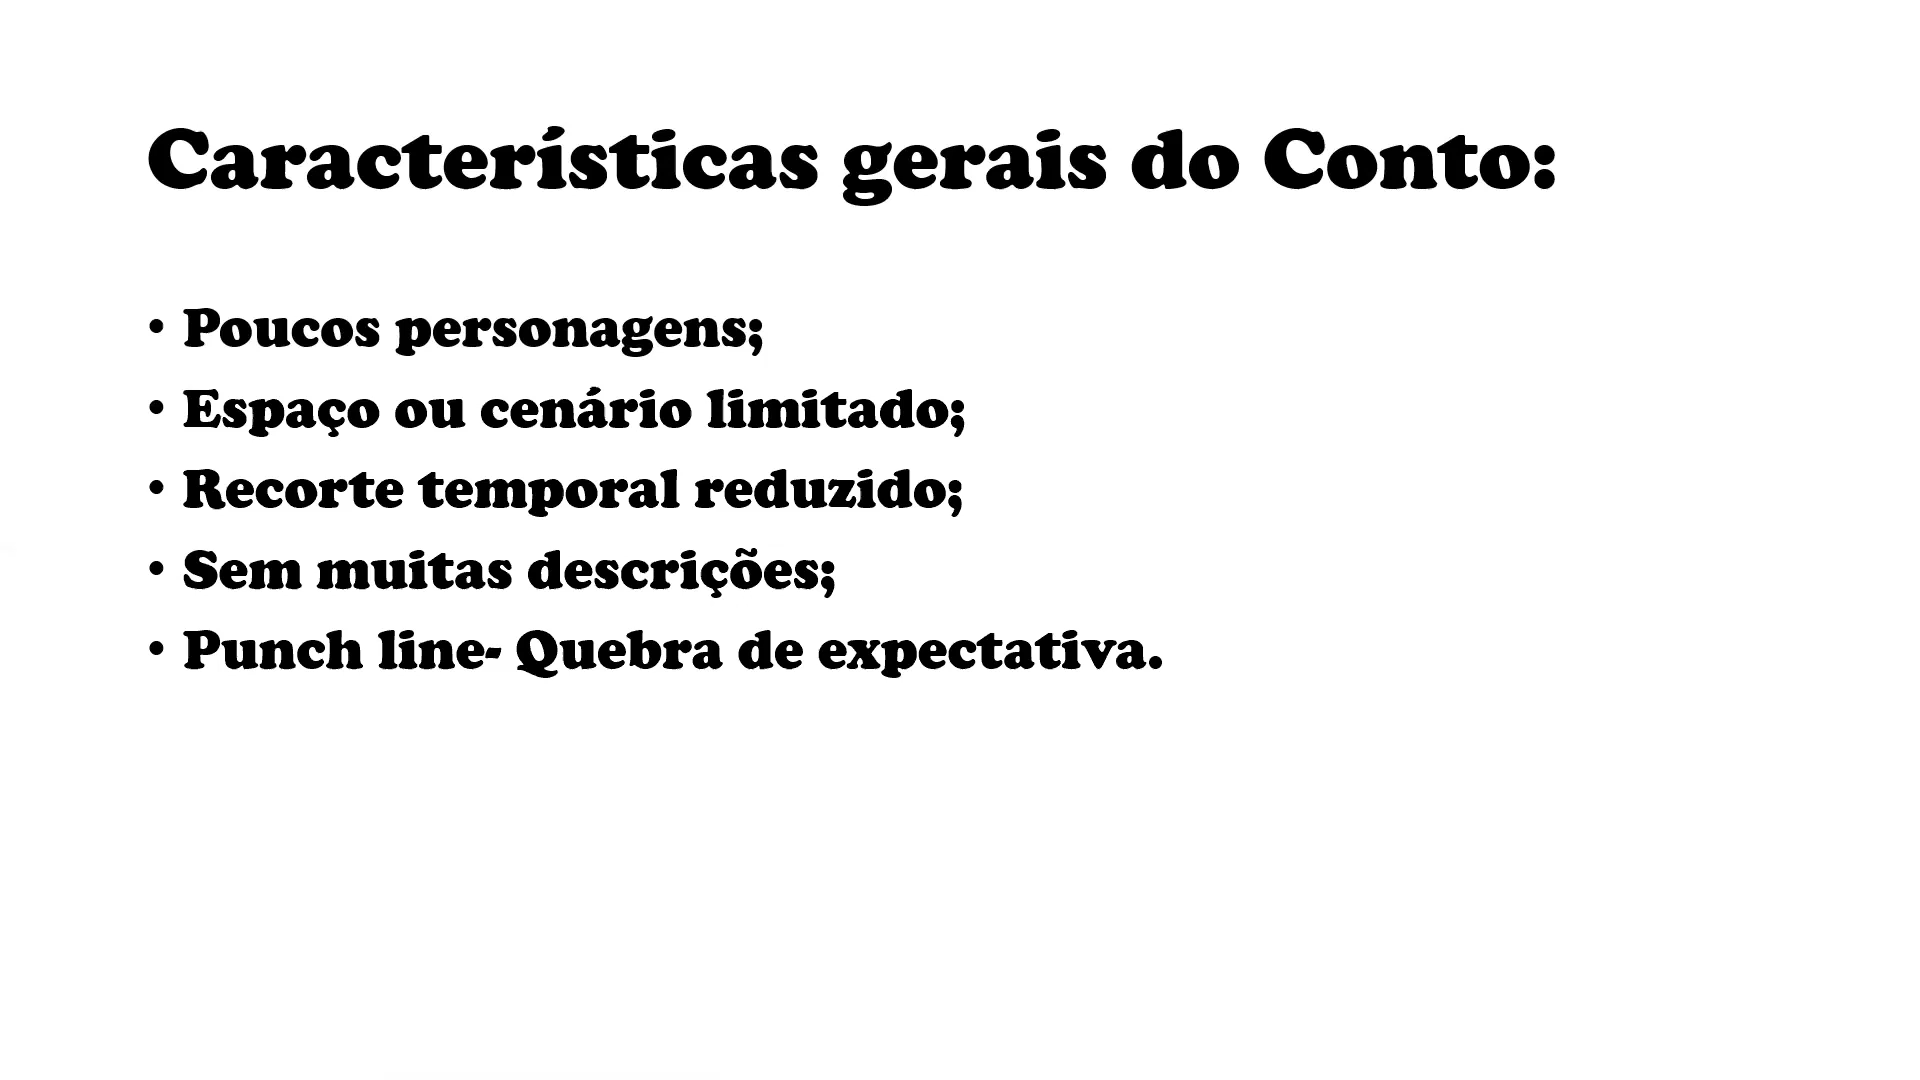 Características gerais do Conto:
• Poucos personagens;
• Espaço ou cenário limitado;
• Recorte temporal reduzido;
• Sem muitas descrições;
• Punch line- Quebra de expectativa.